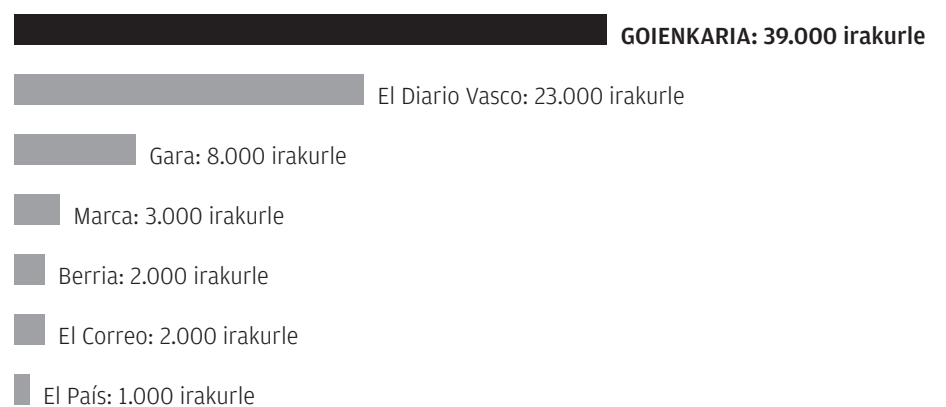 GOIENKARIA: 39.000 irakurle
El Diario Vasco: 23.000 irakurle
Gara: 8.000 irakurle
Marca: 3.000 irakurle
Berria: 2.000 irakurle
El Correo: 2.000 irakurle
El País: 1.000 irakurle